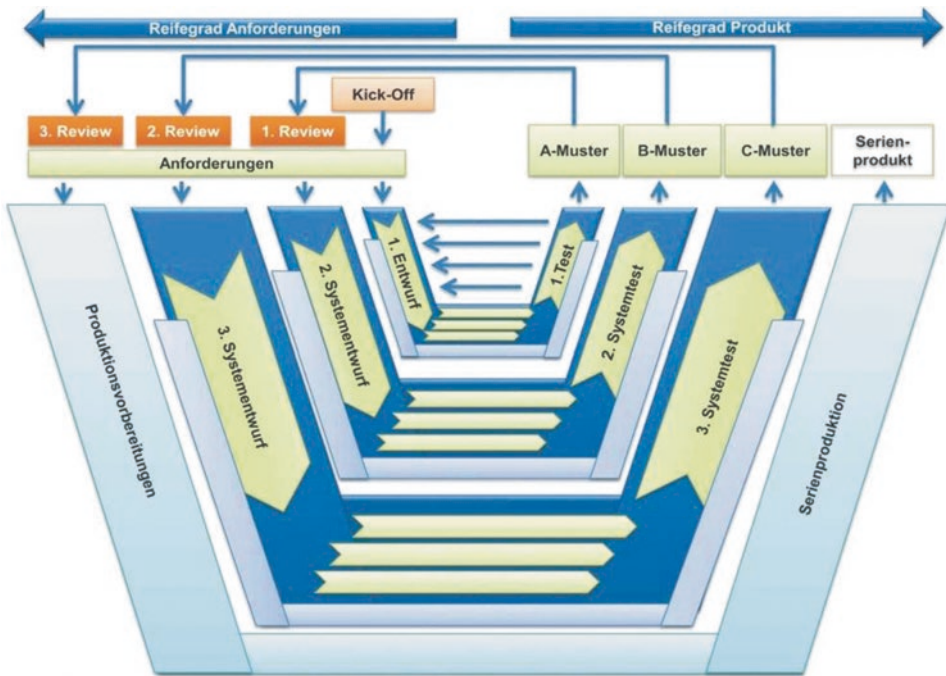 Reifegrad Anforderungen
Reifegrad Produkt
Kick-Off
3. Review
2. Review
1. Review
Anforderungen
A-Muster
B-Muster
C-Muster
Serien-
produkt
Produktionsvorbereitungen
3. Systementwurf
2. Systementwurf
1. Entwurf
1.Test
2. Systemtest
3. Systemtest
Serienproduktion